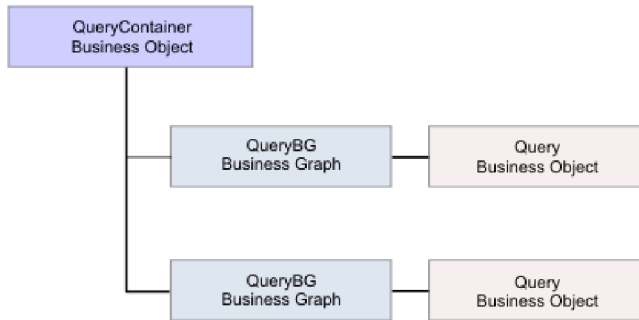 QueryContainer
Business Object
QueryBG
Business Graph
Query
Business Object
QueryBG
Business Graph
Query
Business Object